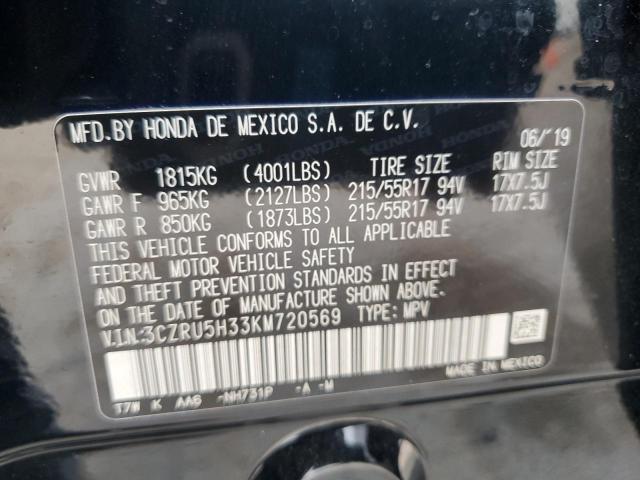 MFD.BY HONDA DE MEXICO S.A. DE C.V.
06/'19
GVWR 1815KG (4001LBS) TIRE SIZE RIM SIZE
GAWR F 965KG (2127LBS) 215/55R17 94V 17X7.5J
GAWR R 850KG (1873LBS) 215/55R17 94V 17X7.5J
THIS VEHICLE CONFORMS TO ALL APPLICABLE
FEDERAL MOTOR VEHICLE SAFETY
AND THEFT PREVENTION STANDARDS IN EFFECT
ON THE DATE OF MANUFACTURE SHOWN ABOVE.
V.I.N.:3CZRU5H33KM720569 TYPE: MPV
T7W K AA6 -NH731P -A -M
MADE IN MEXICO